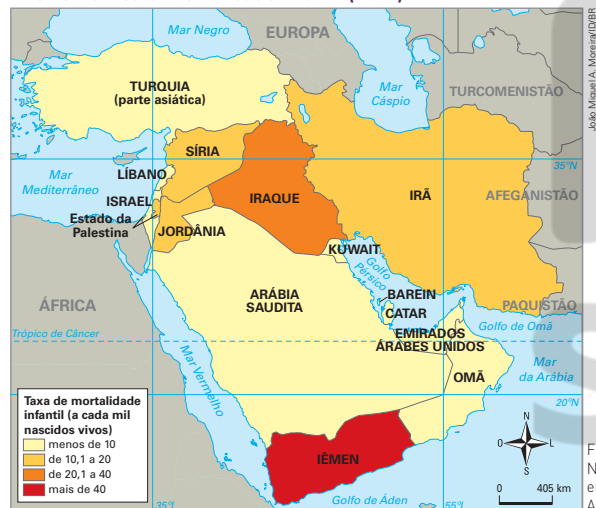 EUROPA
Mar Negro
TURQUIA
(parte asiática)
Mar
Cáspio
TURCOMENISTÃO
João Miguel A. Moreira/ID/BR
35°N
SÍRIA
Mar
Mediterrâneo
LÍBANO
ISRAEL
Estado da
Palestina
JORDÂNIA
IRAQUE
IRÃ
AFEGANISTÃO
KUWAIT
Golfo
Pérsico
ÁFRICA
ARÁBIA
SAUDITA
BAREIN
CATAR
PAQUISTÃO
EMIRADOS
ÁRABES UNIDOS
Golfo de Omã
Trópico de Câncer
Mar Vermelho
OMÃ
Mar
da Arábia
20°N
Taxa de mortalidade
infantil (a cada mil
nascidos vivos)
menos de 10
de 10,1 a 20
de 20,1 a 40
mais de 40
IÊMEN
Golfo de Áden
35°L
55°L
N
O
L
S
0 405 km